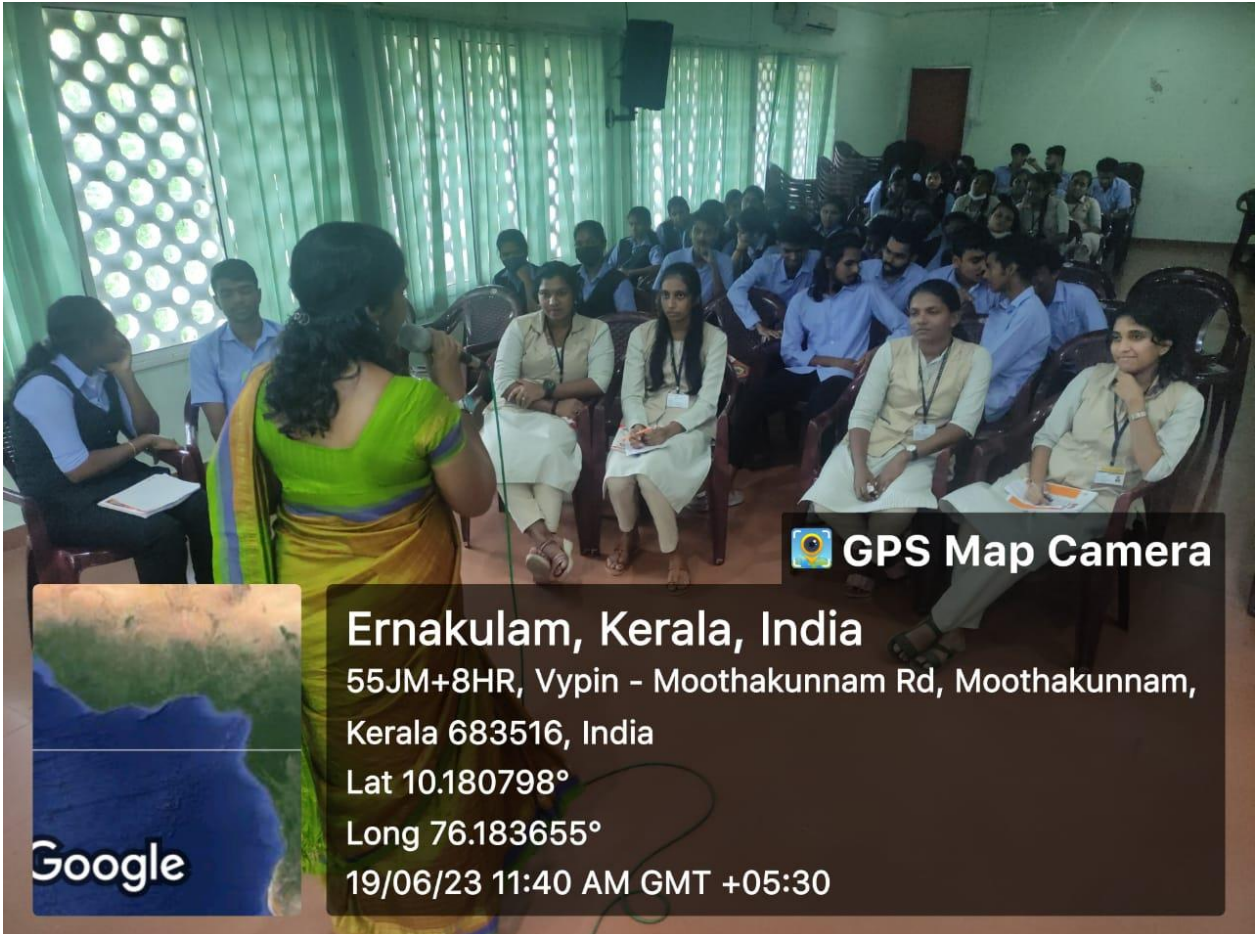 GPS Map Camera
Ernakulam, Kerala, India
55JM+8HR, Vypin - Moothakunnam Rd, Moothakunnam,
Kerala 683516, India
Lat 10.180798°
Long 76.183655°
19/06/23 11:40 AM GMT +05:30
Google